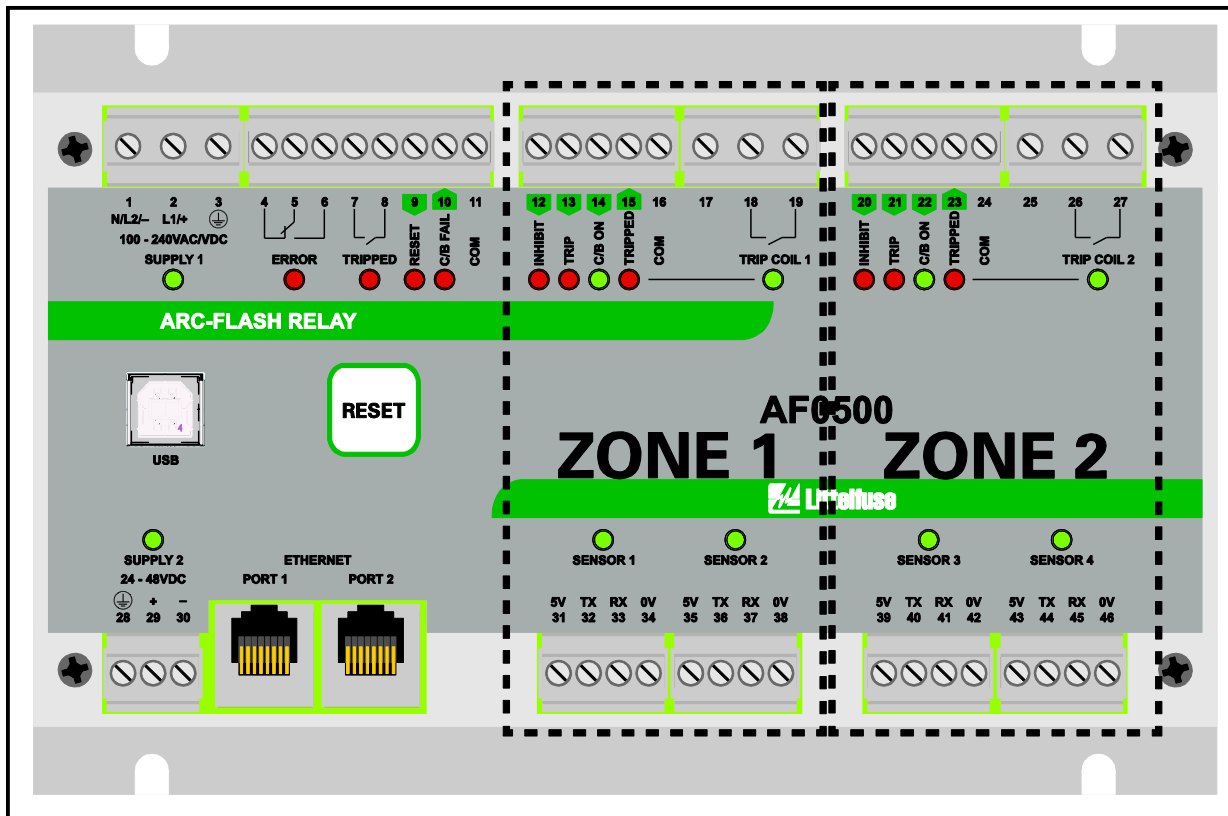 1 2 3 4 5 6 7 8 9 10 11 12 13 14 15 16 17 18 19 20 21 22 23 24 25 26 27
N/L2/– L1/+
100 - 240VAC/VDC
SUPPLY 1 ERROR TRIPPED RESET C/B FAIL COM INHIBIT TRIP C/B ON TRIPPED COM TRIP COIL 1 INHIBIT TRIP C/B ON TRIPPED COM TRIP COIL 2
ARC-FLASH RELAY
RESET
AF0500
4
USB
ZONE 1 ZONE 2
Littelfuse
SUPPLY 2 ETHERNET SENSOR 1 SENSOR 2 SENSOR 3 SENSOR 4
24 - 48VDC PORT 1 PORT 2
+ – 5V TX RX 0V 5V TX RX 0V 5V TX RX 0V 5V TX RX 0V
28 29 30 31 32 33 34 35 36 37 38 39 40 41 42 43 44 45 46